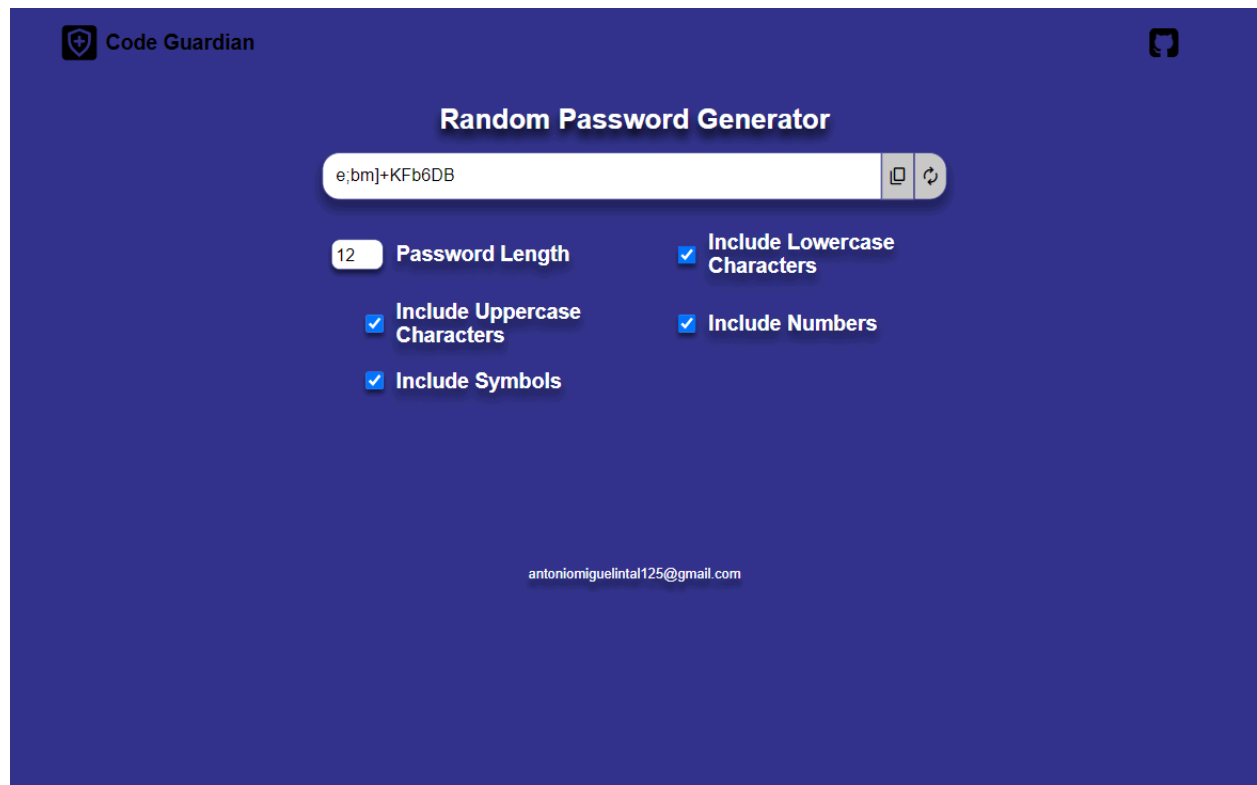 Code Guardian
Random Password Generator
e;bm]+KFb6DB
12 Password Length
Include Lowercase
Characters
Include Uppercase
Characters
Include Numbers
Include Symbols
antoniomiguelintal125@gmail.com